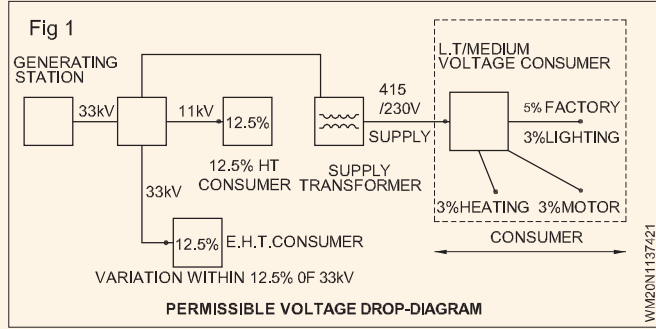 Fig 1
GENERATING
STATION
33kV
11kV
12.5%
12.5% HT
CONSUMER
33kV
12.5%
E.H.T.CONSUMER
VARIATION WITHIN 12.5% 0F 33kV
SUPPLY
TRANSFORMER
415
/230V
SUPPLY
L.T/MEDIUM
VOLTAGE CONSUMER
5% FACTORY
3%LIGHTING
3%HEATING
3%MOTOR
CONSUMER
PERMISSIBLE VOLTAGE DROP-DIAGRAM
WM20N1137421